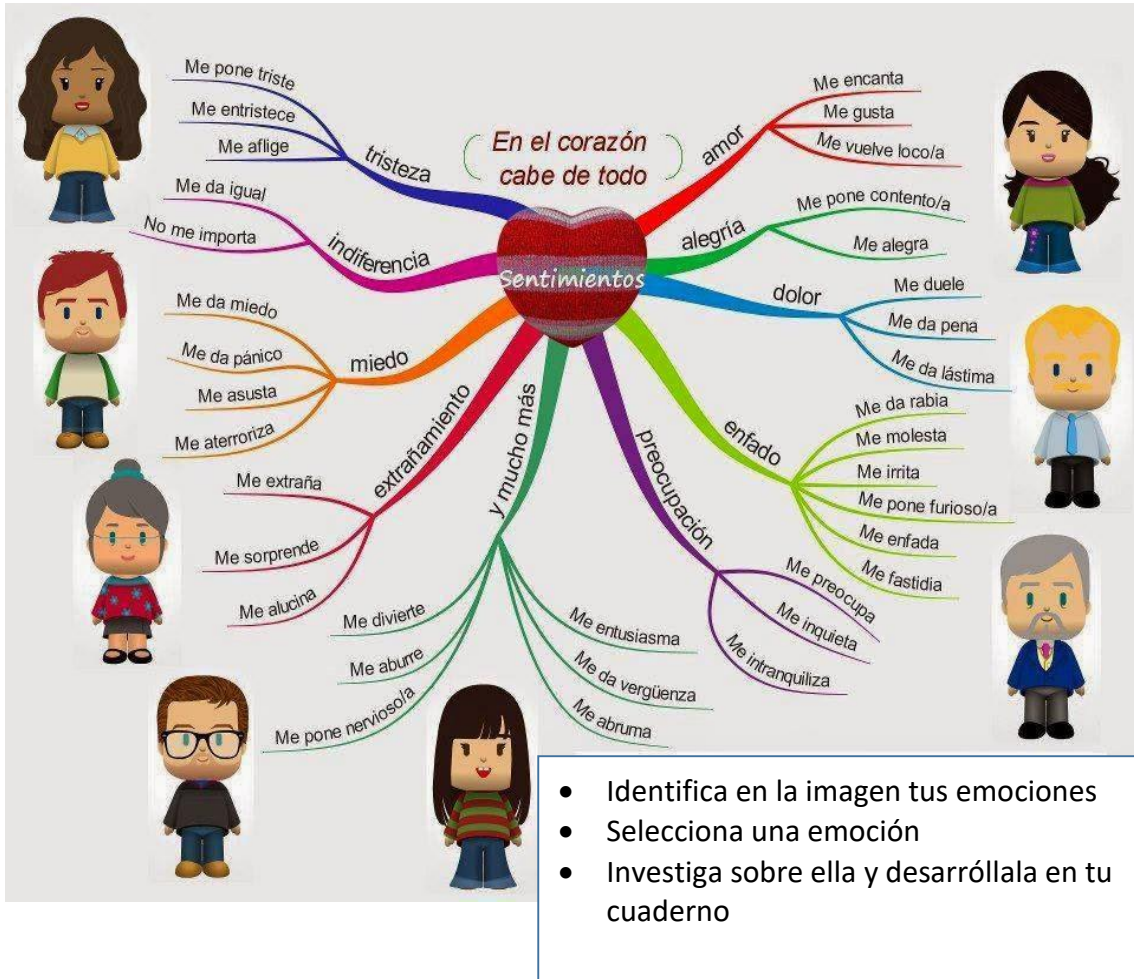 En el corazón
cabe de todo
Sentimientos
tristeza
Me pone triste
Me entristece
Me aflige
indiferencia
Me da igual
No me importa
miedo
Me da miedo
Me da pánico
Me asusta
Me aterroriza
extrañamiento
Me extraña
Me sorprende
Me alucina
y mucho más
Me divierte
Me aburre
Me pone nervioso/a
Me entusiasma
Me da vergüenza
Me abruma
amor
Me encanta
Me gusta
Me vuelve loco/a
alegría
Me pone contento/a
Me alegra
dolor
Me duele
Me da pena
Me da lástima
enfado
Me da rabia
Me molesta
Me irrita
Me pone furioso/a
Me enfada
Me fastidia
preocupación
Me preocupa
Me inquieta
Me intranquiliza
• Identifica en la imagen tus emociones
• Selecciona una emoción
• Investiga sobre ella y desarróllala en tu
cuaderno